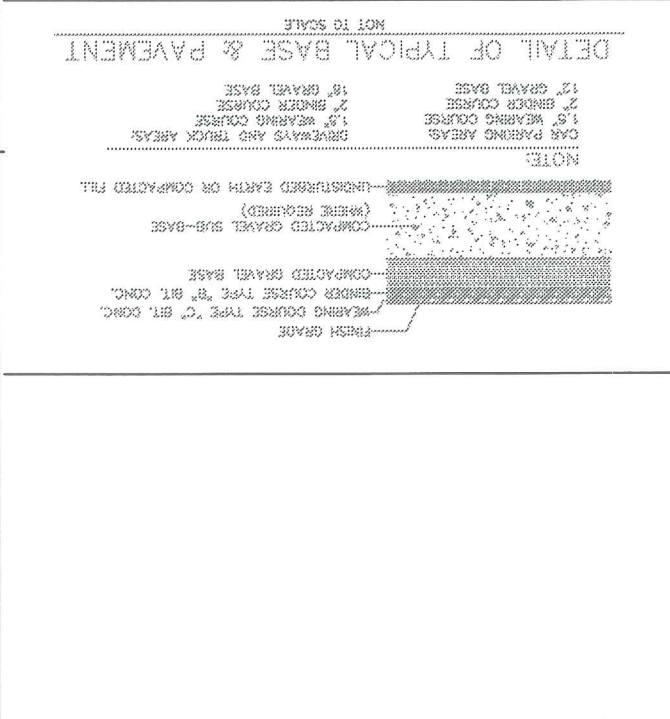 FINISH GRADE
WEARING COURSE TYPE "C" BIT. CONC.
BINDER COURSE TYPE "B" BIT. CONC.
COMPACTED GRAVEL BASE
COMPACTED GRAVEL SUB-BASE
(WHERE REQUIRED)
UNDISTURBED EARTH OR COMPACTED FILL
NOTE:
CAR PARKING AREAS:
1.5" WEARING COURSE
2" BINDER COURSE
12" GRAVEL BASE
DRIVEWAYS AND TRUCK AREAS:
1.5" WEARING COURSE
2" BINDER COURSE
18" GRAVEL BASE
DETAIL OF TYPICAL BASE & PAVEMENT
NOT TO SCALE